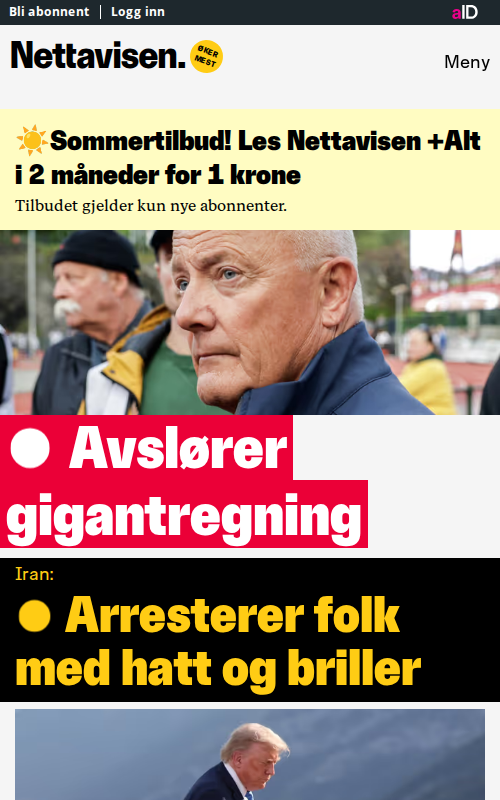 Bli abonnent | Logg inn
aID
Nettavisen.
ØKER
MEST
Meny
☀️Sommertilbud! Les Nettavisen +Alt
i 2 måneder for 1 krone
Tilbudet gjelder kun nye abonnenter.
Avslører
gigantregning
Iran:
Arresterer folk
med hatt og briller